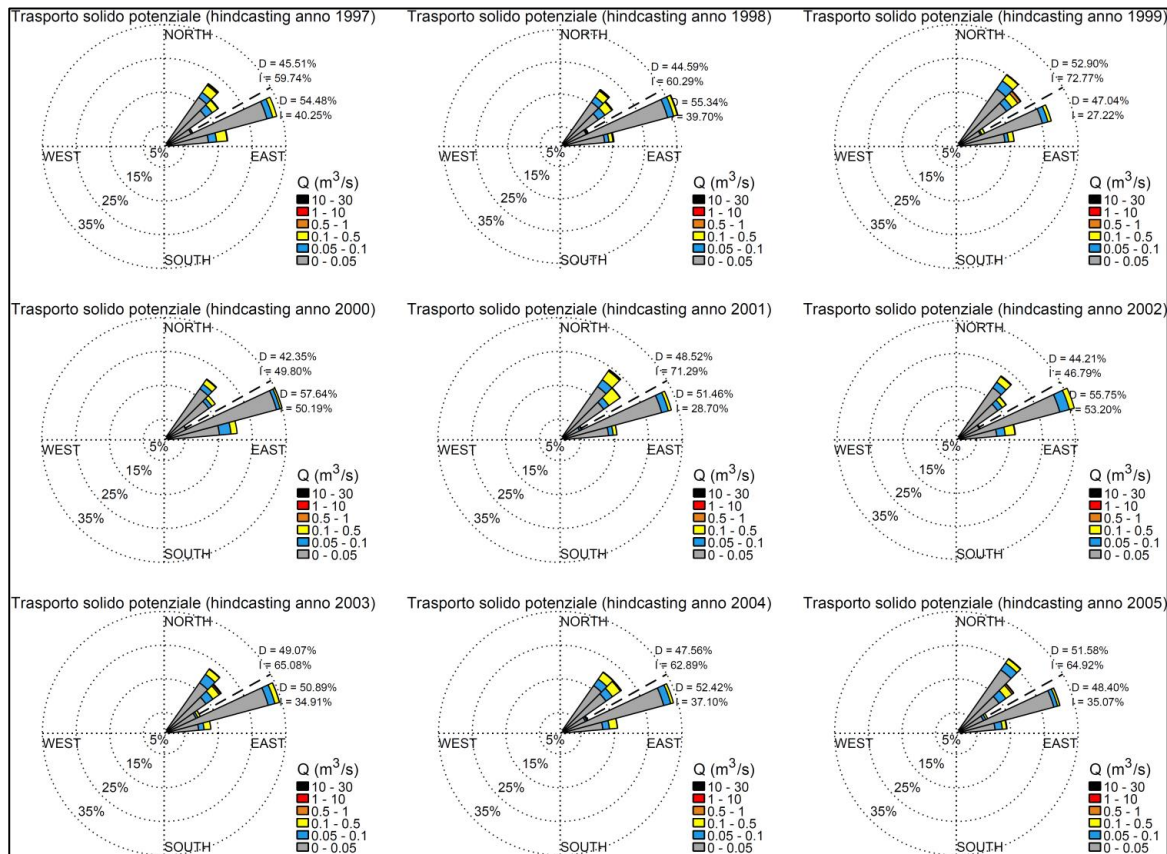 Trasporto solido potenziale (hindcasting anno 1997)
NORTH
D = 45.51%
I = 59.74%
D = 54.48%
I = 40.25%
WEST
5%
EAST
15%
25%
35%
SOUTH
Q (m³/s)
10 - 30
1 - 10
0.5 - 1
0.1 - 0.5
0.05 - 0.1
0 - 0.05
Trasporto solido potenziale (hindcasting anno 1998)
NORTH
D = 44.59%
I = 60.29%
D = 55.34%
I = 39.70%
WEST
5%
EAST
15%
25%
35%
SOUTH
Q (m³/s)
10 - 30
1 - 10
0.5 - 1
0.1 - 0.5
0.05 - 0.1
0 - 0.05
Trasporto solido potenziale (hindcasting anno 1999)
NORTH
D = 52.90%
I = 72.77%
D = 47.04%
I = 27.22%
WEST
5%
EAST
15%
25%
35%
SOUTH
Q (m³/s)
10 - 30
1 - 10
0.5 - 1
0.1 - 0.5
0.05 - 0.1
0 - 0.05
Trasporto solido potenziale (hindcasting anno 2000)
NORTH
D = 42.35%
I = 49.80%
D = 57.64%
I = 50.19%
WEST
5%
EAST
15%
25%
35%
SOUTH
Q (m³/s)
10 - 30
1 - 10
0.5 - 1
0.1 - 0.5
0.05 - 0.1
0 - 0.05
Trasporto solido potenziale (hindcasting anno 2001)
NORTH
D = 48.52%
I = 71.29%
D = 51.46%
I = 28.70%
WEST
5%
EAST
15%
25%
35%
SOUTH
Q (m³/s)
10 - 30
1 - 10
0.5 - 1
0.1 - 0.5
0.05 - 0.1
0 - 0.05
Trasporto solido potenziale (hindcasting anno 2002)
NORTH
D = 44.21%
I = 46.79%
D = 55.75%
I = 53.20%
WEST
5%
EAST
15%
25%
35%
SOUTH
Q (m³/s)
10 - 30
1 - 10
0.5 - 1
0.1 - 0.5
0.05 - 0.1
0 - 0.05
Trasporto solido potenziale (hindcasting anno 2003)
NORTH
D = 49.07%
I = 65.08%
D = 50.89%
I = 34.91%
WEST
5%
EAST
15%
25%
35%
SOUTH
Q (m³/s)
10 - 30
1 - 10
0.5 - 1
0.1 - 0.5
0.05 - 0.1
0 - 0.05
Trasporto solido potenziale (hindcasting anno 2004)
NORTH
D = 47.56%
I = 62.89%
D = 52.42%
I = 37.10%
WEST
5%
EAST
15%
25%
35%
SOUTH
Q (m³/s)
10 - 30
1 - 10
0.5 - 1
0.1 - 0.5
0.05 - 0.1
0 - 0.05
Trasporto solido potenziale (hindcasting anno 2005)
NORTH
D = 51.58%
I = 64.92%
D = 48.40%
I = 35.07%
WEST
5%
EAST
15%
25%
35%
SOUTH
Q (m³/s)
10 - 30
1 - 10
0.5 - 1
0.1 - 0.5
0.05 - 0.1
0 - 0.05